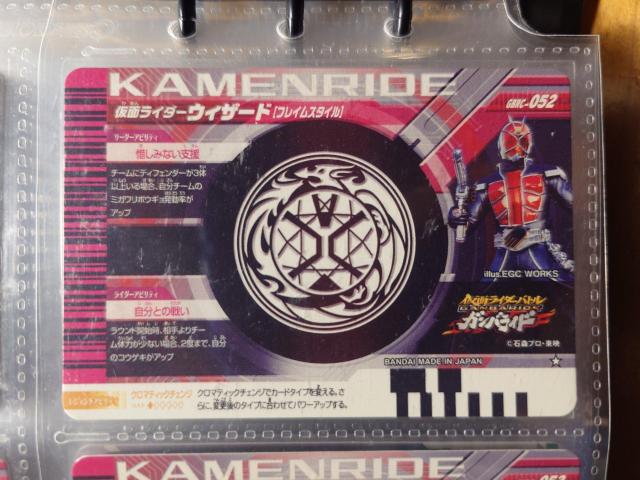 KAMENRIDE
仮面ライダーウィザード[フレイムスタイル]
GBRC-052
リーダーアビリティ
惜しみない支援
チームにディフェンダーが3体
以上いる場合、自分チームの
ミガワリボウギョ発動率が
アップ
illus.EGC WORKS
ライダーアビリティ
自分との戦い
ラウンド開始時、相手よりチー
ム体力が少ない場合、2度まで、自分
のコウゲキがアップ
仮面ライダーバトル
GANBARIDE
ガンバライド
©石森プロ・東映
BANDAI MADE IN JAPAN
クロマティックチェンジ
クロマティックチェンジでカードタイプを変える。さ
らに、変更後のタイプに合わせてパワーアップする。
KAMENRIDE